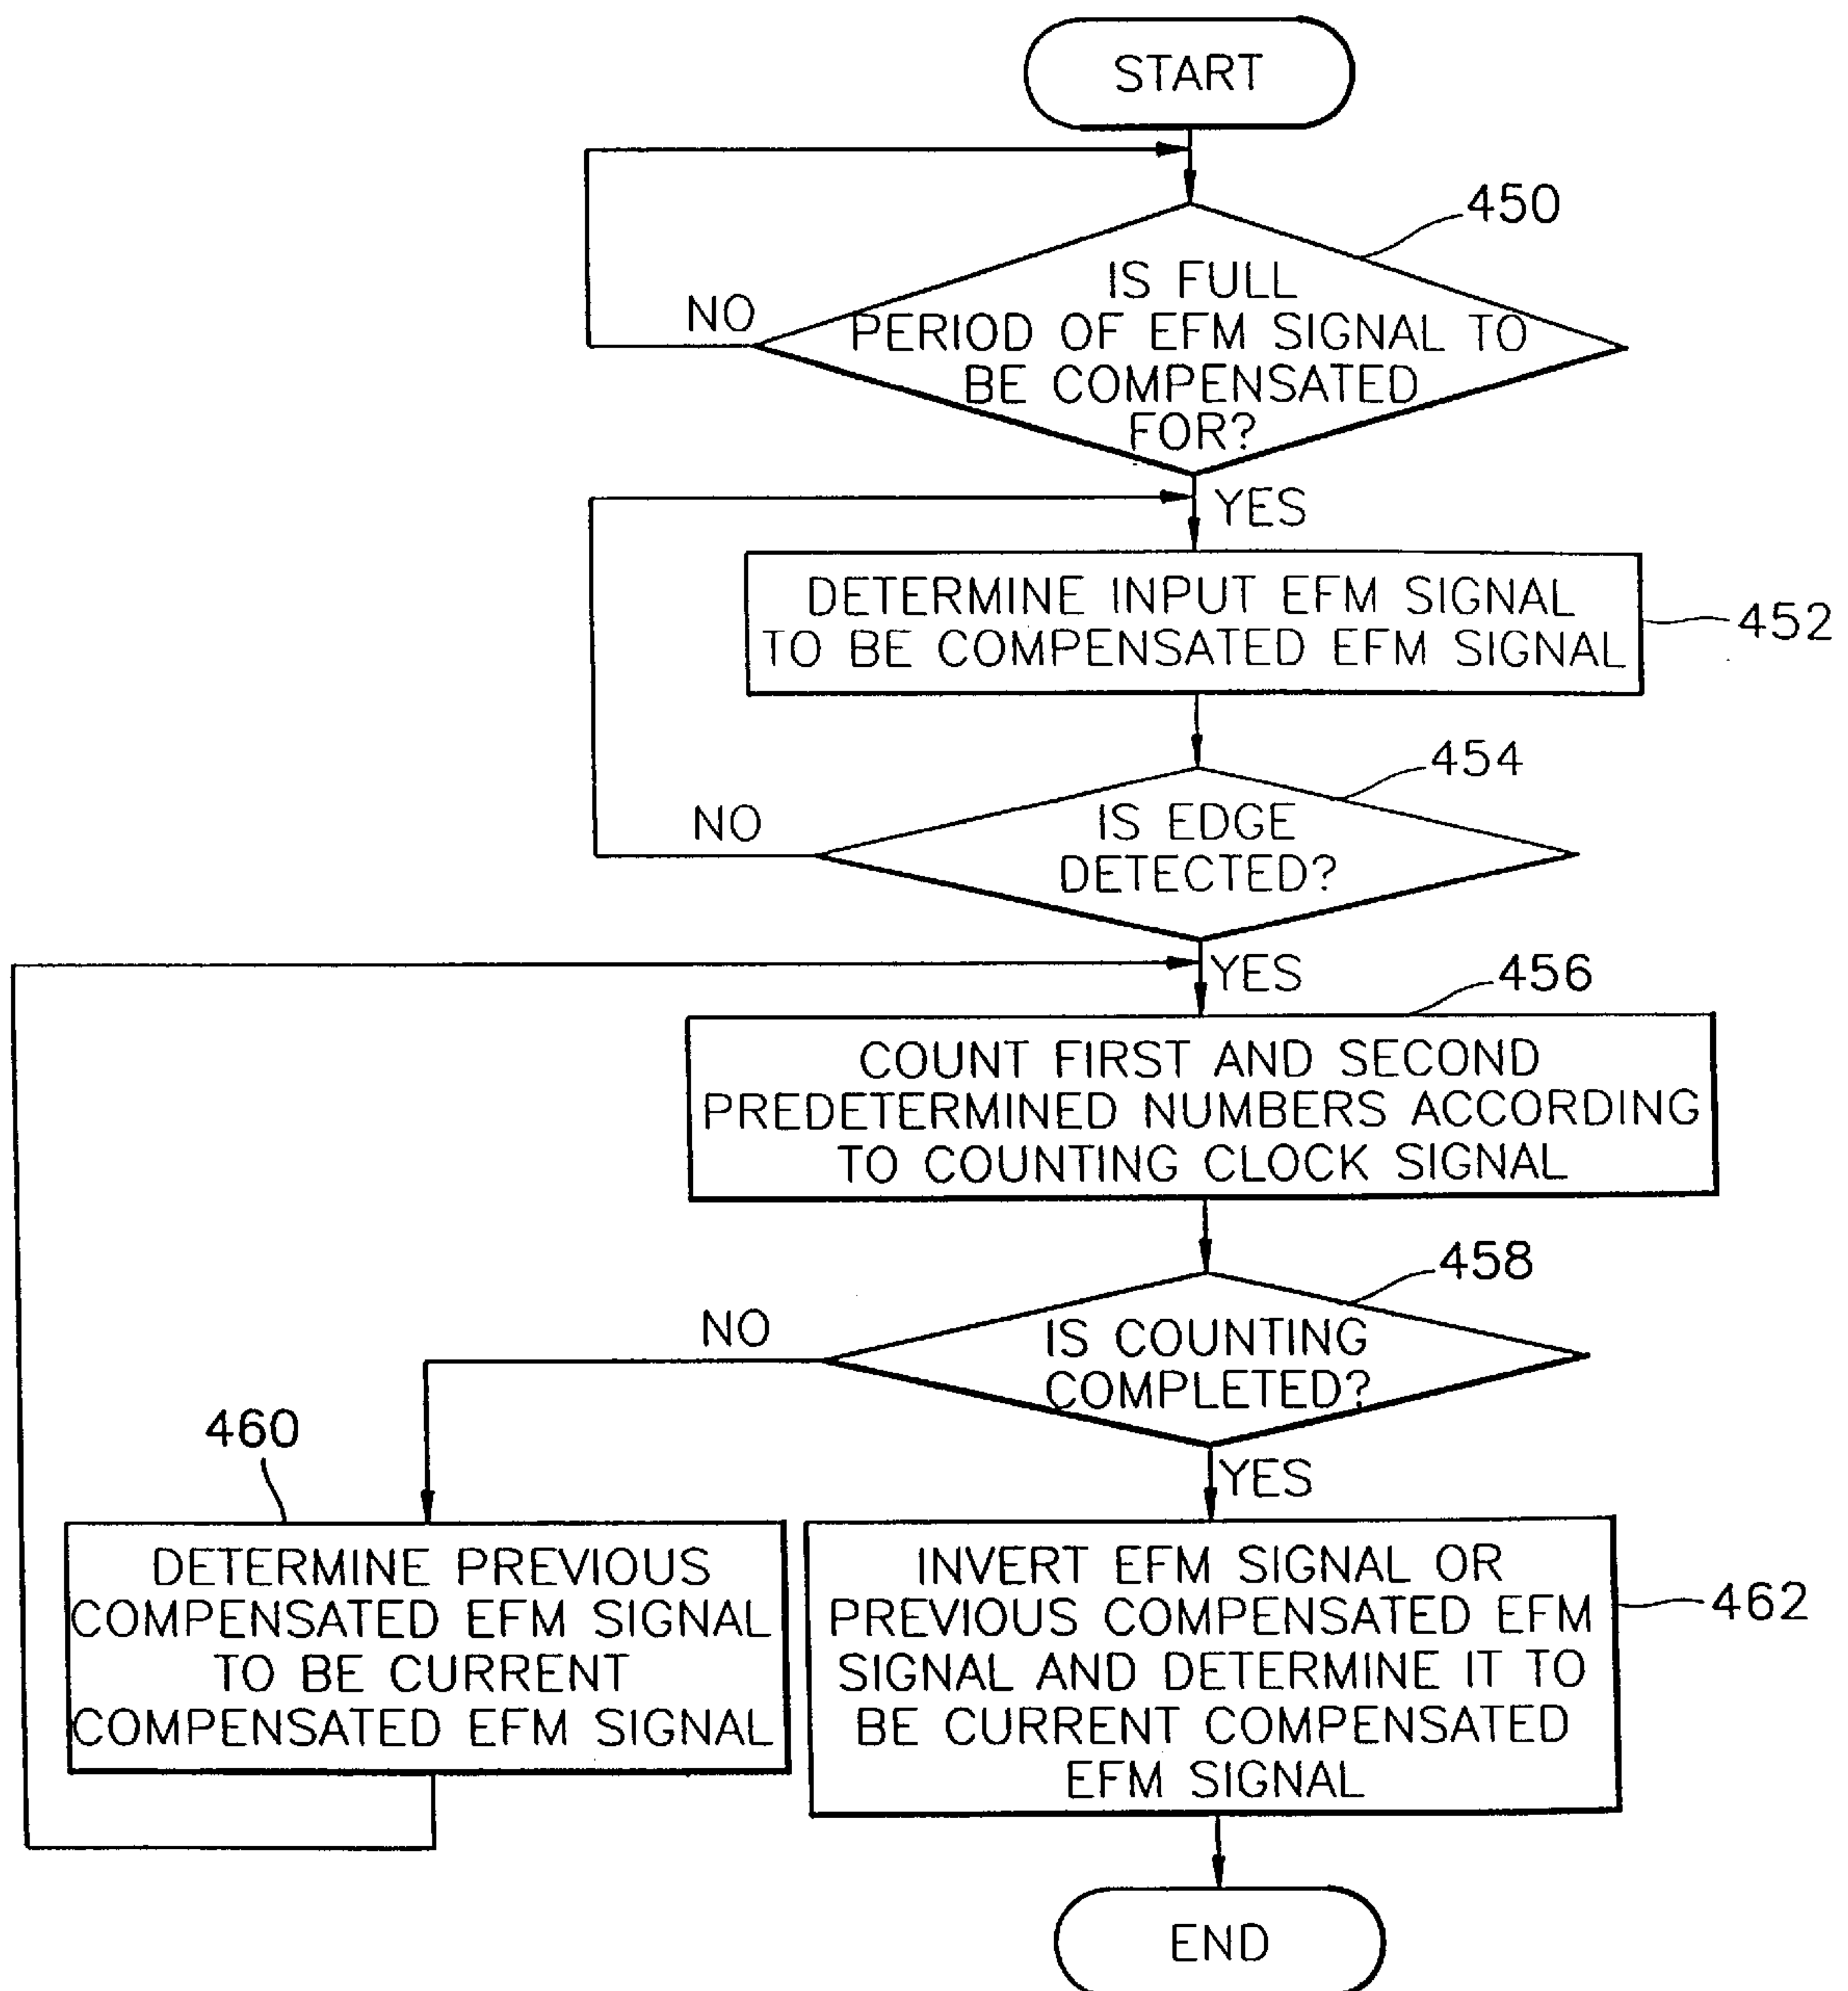 START
450
IS FULL
PERIOD OF EFM SIGNAL TO
BE COMPENSATED
FOR?
NO
YES
DETERMINE INPUT EFM SIGNAL
TO BE COMPENSATED EFM SIGNAL
452
454
IS EDGE
DETECTED?
NO
YES
456
COUNT FIRST AND SECOND
PREDETERMINED NUMBERS ACCORDING
TO COUNTING CLOCK SIGNAL
458
IS COUNTING
COMPLETED?
NO
YES
460
DETERMINE PREVIOUS
COMPENSATED EFM SIGNAL
TO BE CURRENT
COMPENSATED EFM SIGNAL
INVERT EFM SIGNAL OR
PREVIOUS COMPENSATED EFM
SIGNAL AND DETERMINE IT TO
BE CURRENT COMPENSATED
EFM SIGNAL
462
END